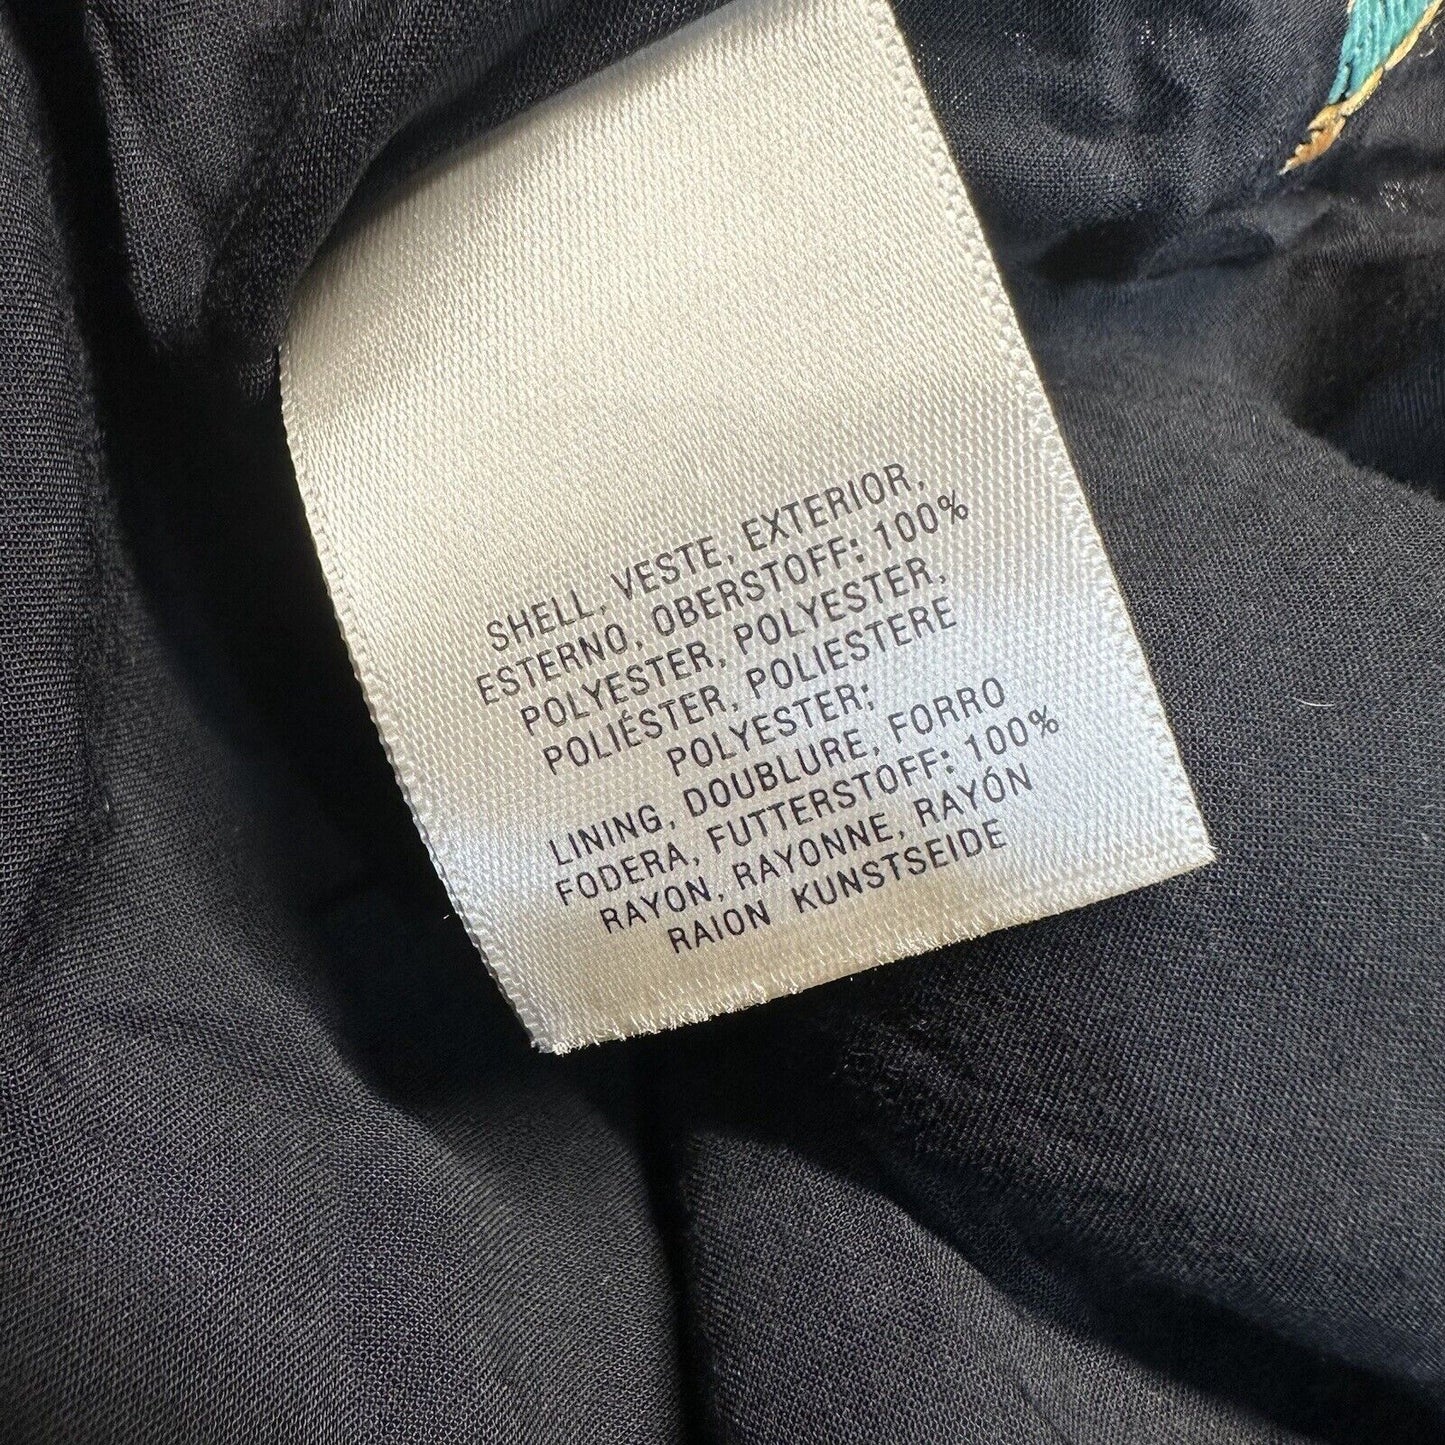 SHELL, VESTE, EXTERIOR,
ESTERNO, OBERSTOFF: 100%
POLYESTER, POLYESTER,
POLIÉSTER, POLIESTERE
POLYESTER;
LINING, DOUBLURE, FORRO
FODERA, FUTTERSTOFF: 100%
RAYON, RAYONNE, RAYÓN
RAION KUNSTSEIDE